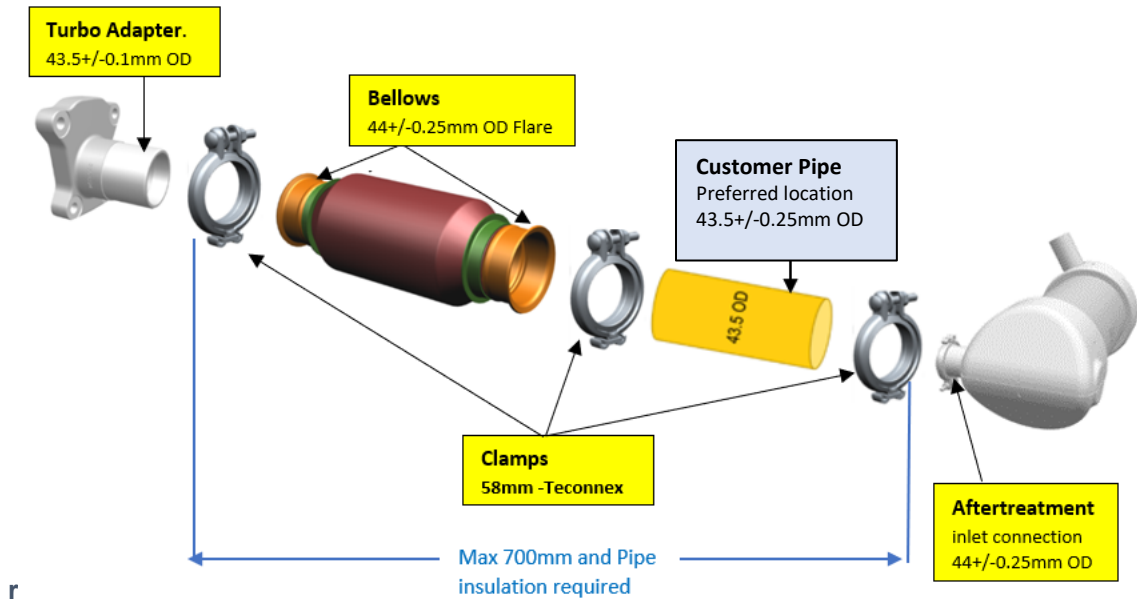 Turbo Adapter.
43.5+/-0.1mm OD
Bellows
44+/-0.25mm OD Flare
Customer Pipe
Preferred location
43.5+/-0.25mm OD
43.5 OD
Clamps
58mm -Teconnex
Aftertreatment
inlet connection
44+/-0.25mm OD
Max 700mm and Pipe
insulation required
r